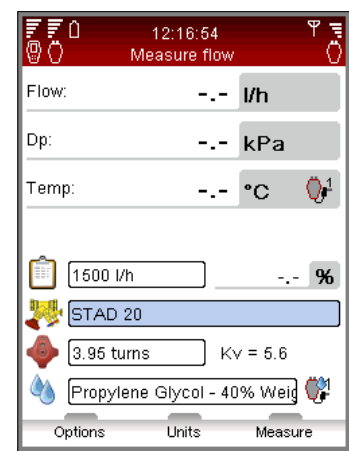 12:16:54
Measure flow
Flow: -.- l/h
Dp: -.- kPa
Temp: -.- °C 1
1500 l/h -.- %
STAD 20
3.95 turns Kv = 5.6
Propylene Glycol - 40% Weig
Options Units Measure